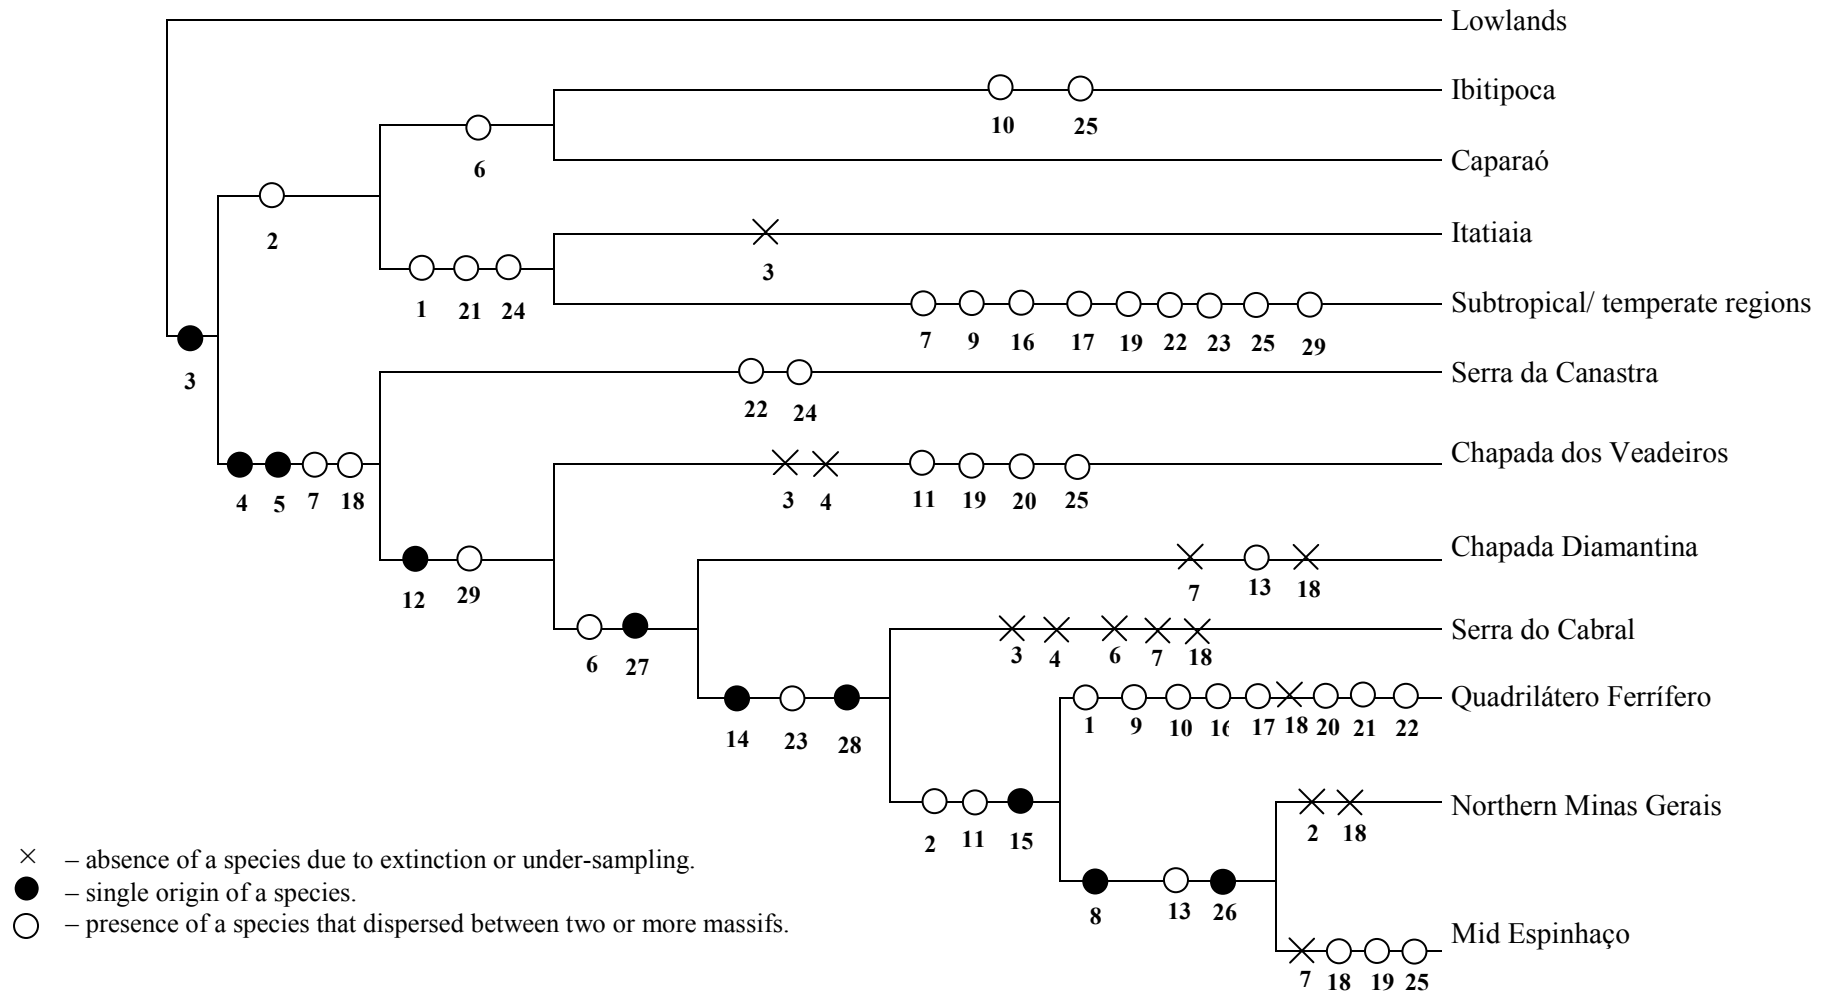 Lowlands
Ibitipoca
10 25
Caparaó
6
Itatiaia
2
3
Subtropical/ temperate regions
1 21 24
7 9 16 17 19 22 23 25 29
Serra da Canastra
3
22 24
Chapada dos Veadeiros
4 5 7 18
3 4 11 19 20 25
Chapada Diamantina
12 29
7 13 18
Serra do Cabral
6 27
3 4 6 7 18
Quadrilátero Ferrífero
14 23 28
1 9 10 16 17 18 20 21 22
Northern Minas Gerais
2 11 15
2 18
– absence of a species due to extinction or under-sampling.
– single origin of a species.
– presence of a species that dispersed between two or more massifs.
8 13 26
Mid Espinhaço
7 18 19 25